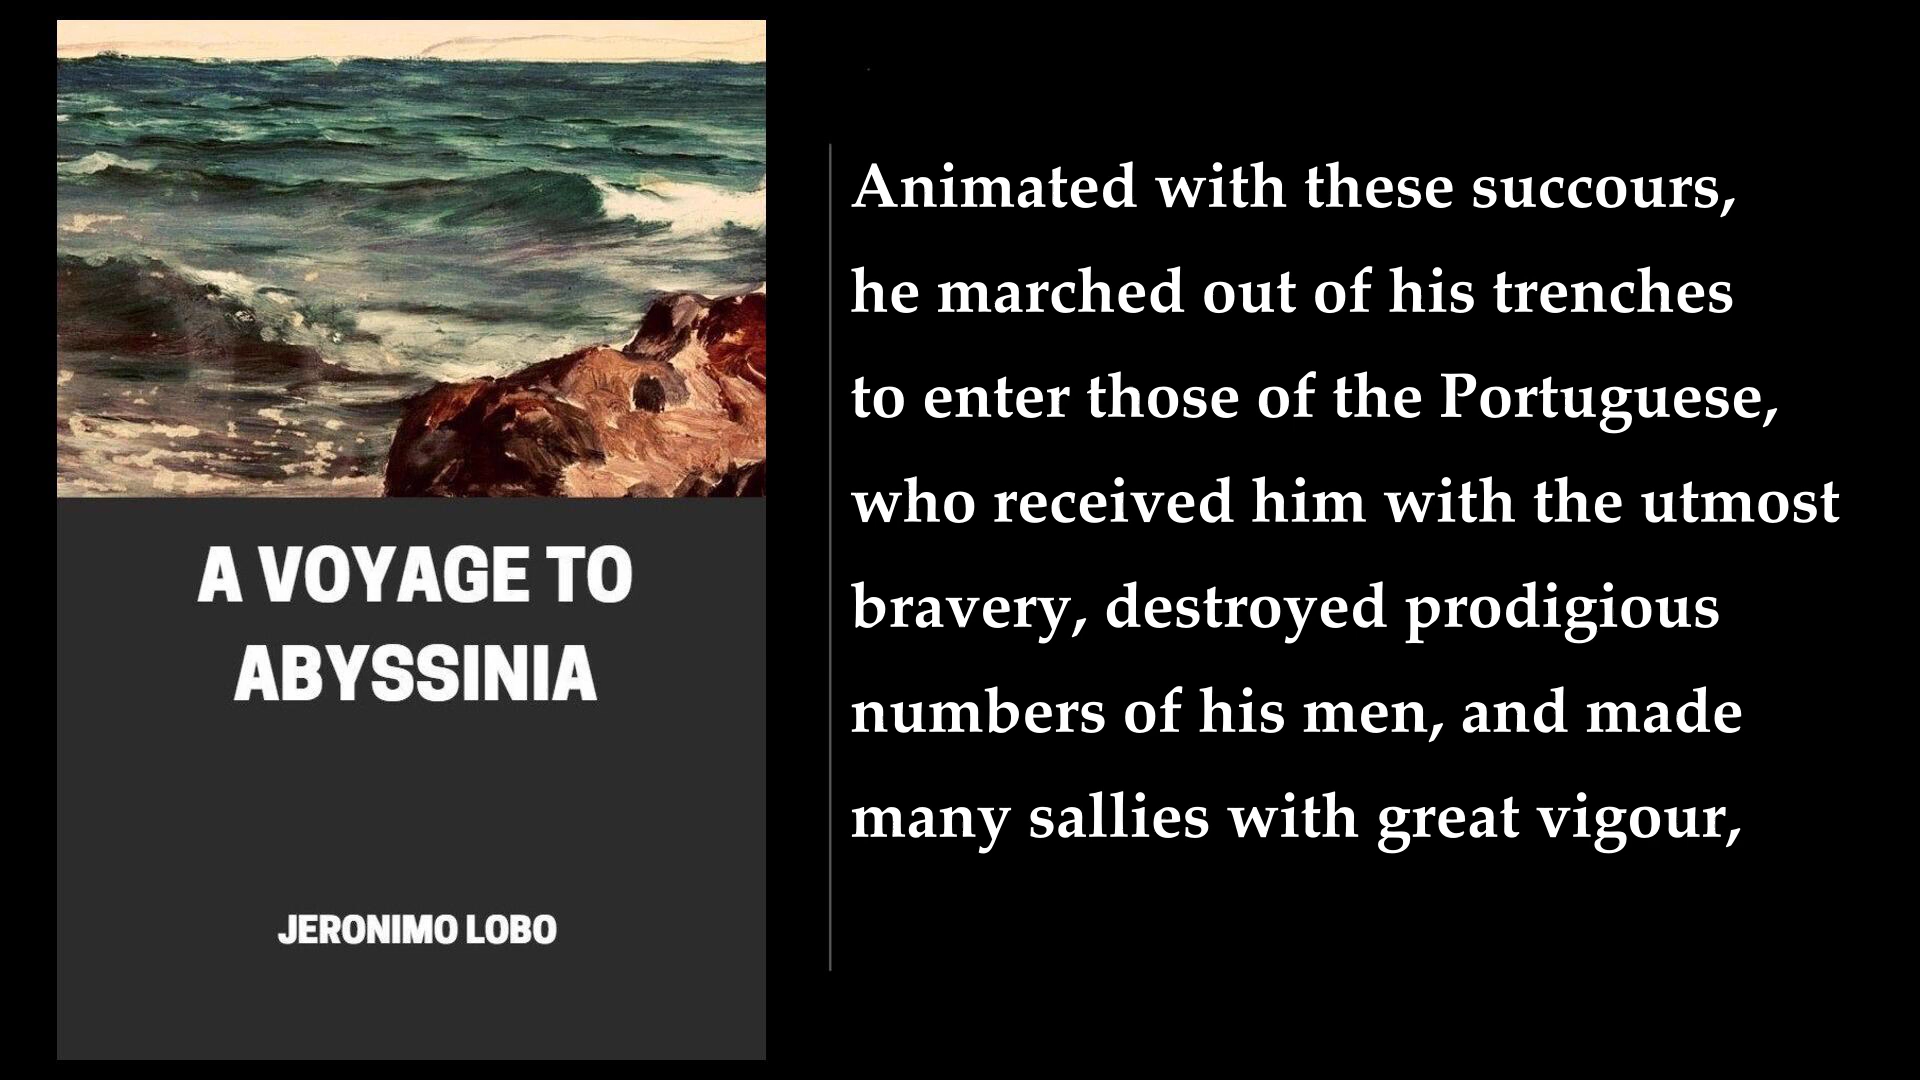 A VOYAGE TO
ABYSSINIA
JERONIMO LOBO
Animated with these succours,
he marched out of his trenches
to enter those of the Portuguese,
who received him with the utmost
bravery, destroyed prodigious
numbers of his men, and made
many sallies with great vigour,